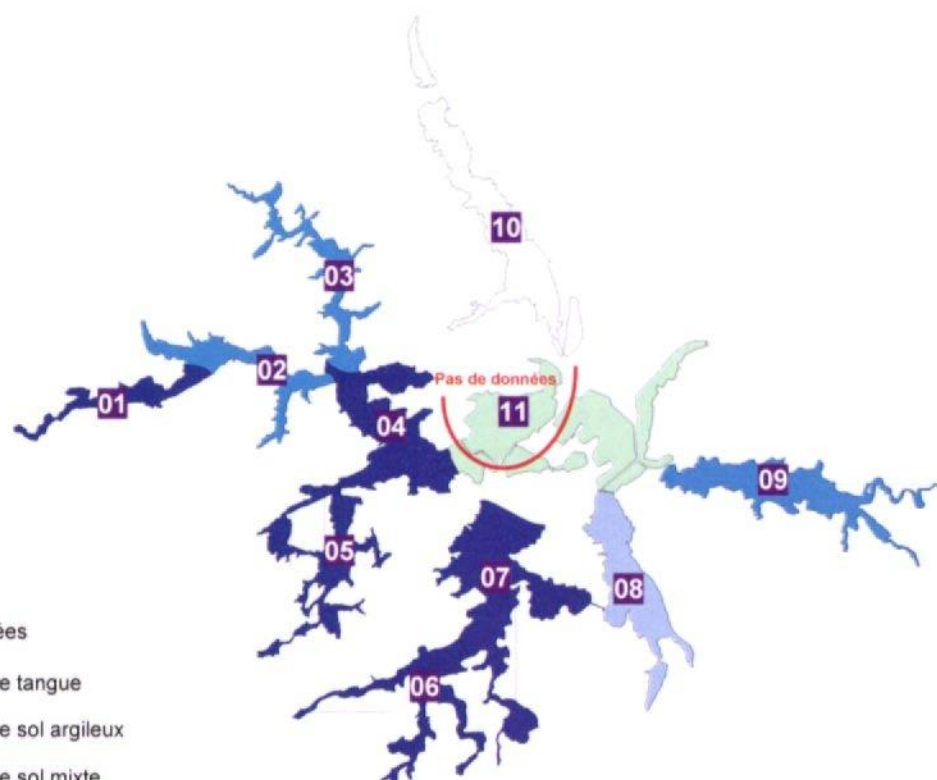 10
03
02
01
Pas de données
11
04
09
05
07
08
06
ées
e tangue
e sol argileux
e sol mixte